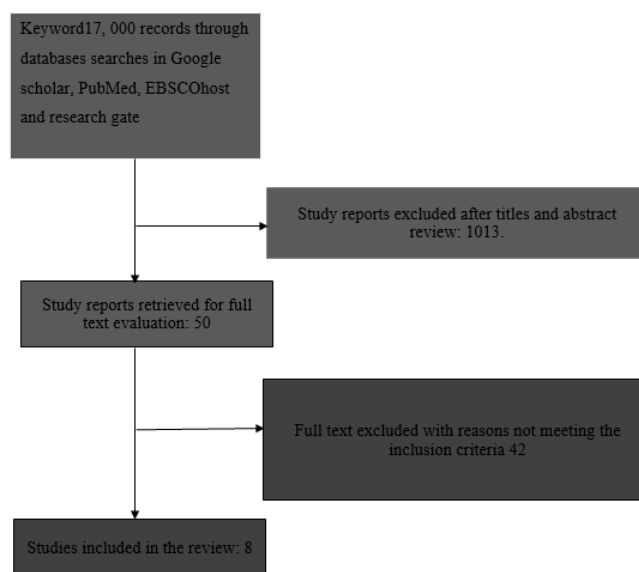 Keyword17, 000 records through
databases searches in Google
scholar, PubMed, EBSCOhost
and research gate
Study reports excluded after titles and abstract
review: 1013.
Study reports retrieved for full
text evaluation: 50
Full text excluded with reasons not meeting the
inclusion criteria 42
Studies included in the review: 8